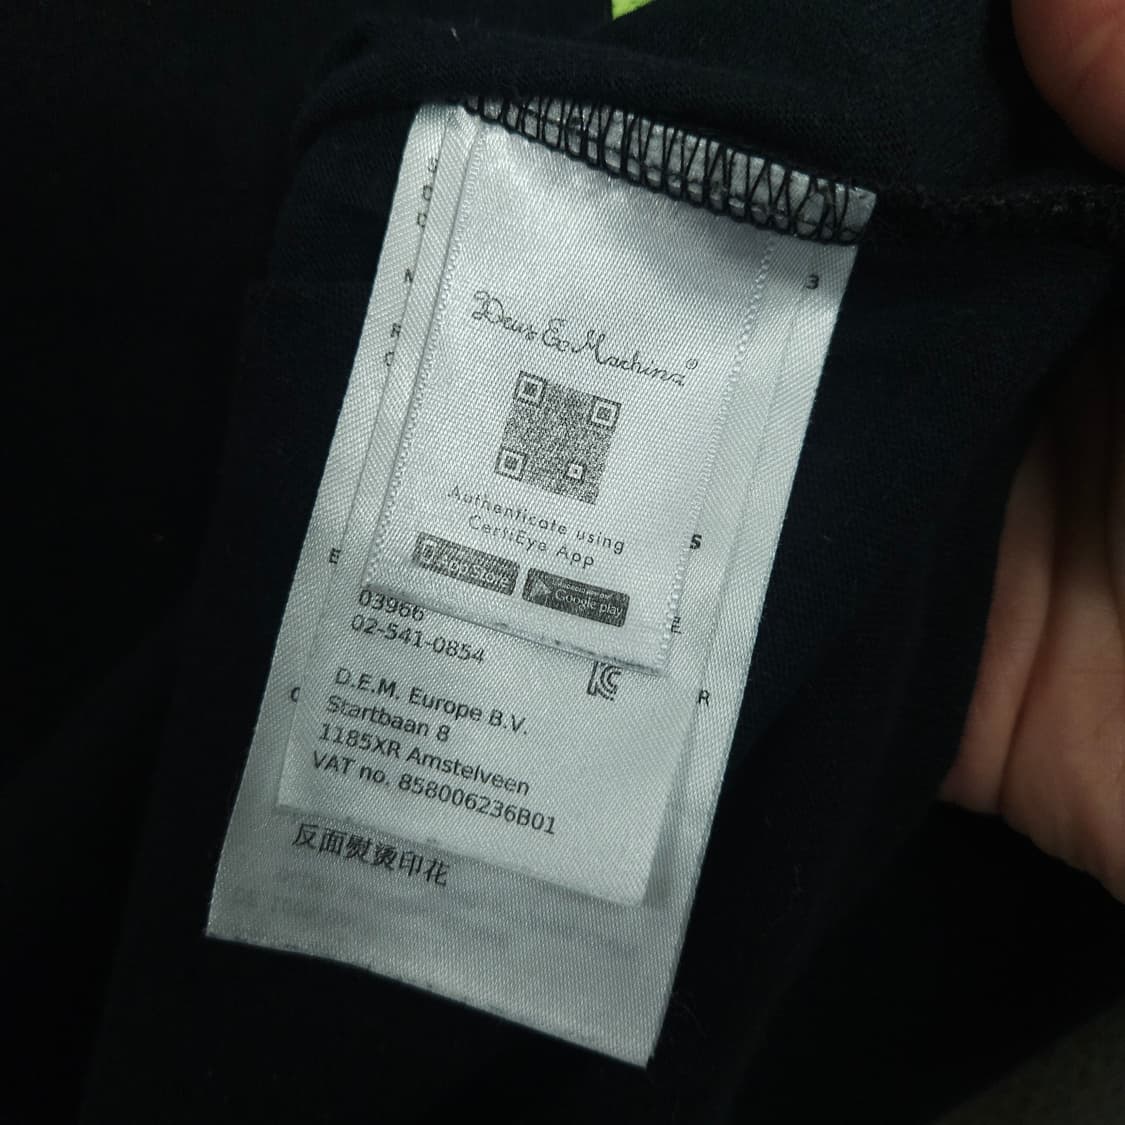 Deus Ex Machina®
Authenticate using
CertiEye App
App Store
Google play
03966
02-541-0854
D.E.M. Europe B.V.
Startbaan 8
1185XR Amstelveen
VAT no. 858006236B01
反面熨烫印花
3
S
E
R
N
R
C
E
C